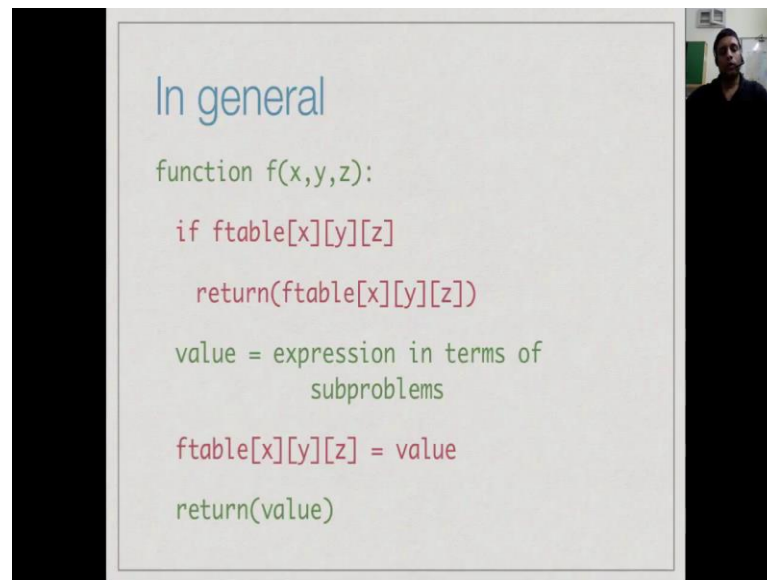 In general
function f(x,y,z):
if ftable[x][y][z]
return(ftable[x][y][z])
value = expression in terms of
subproblems
ftable[x][y][z] = value
return(value)